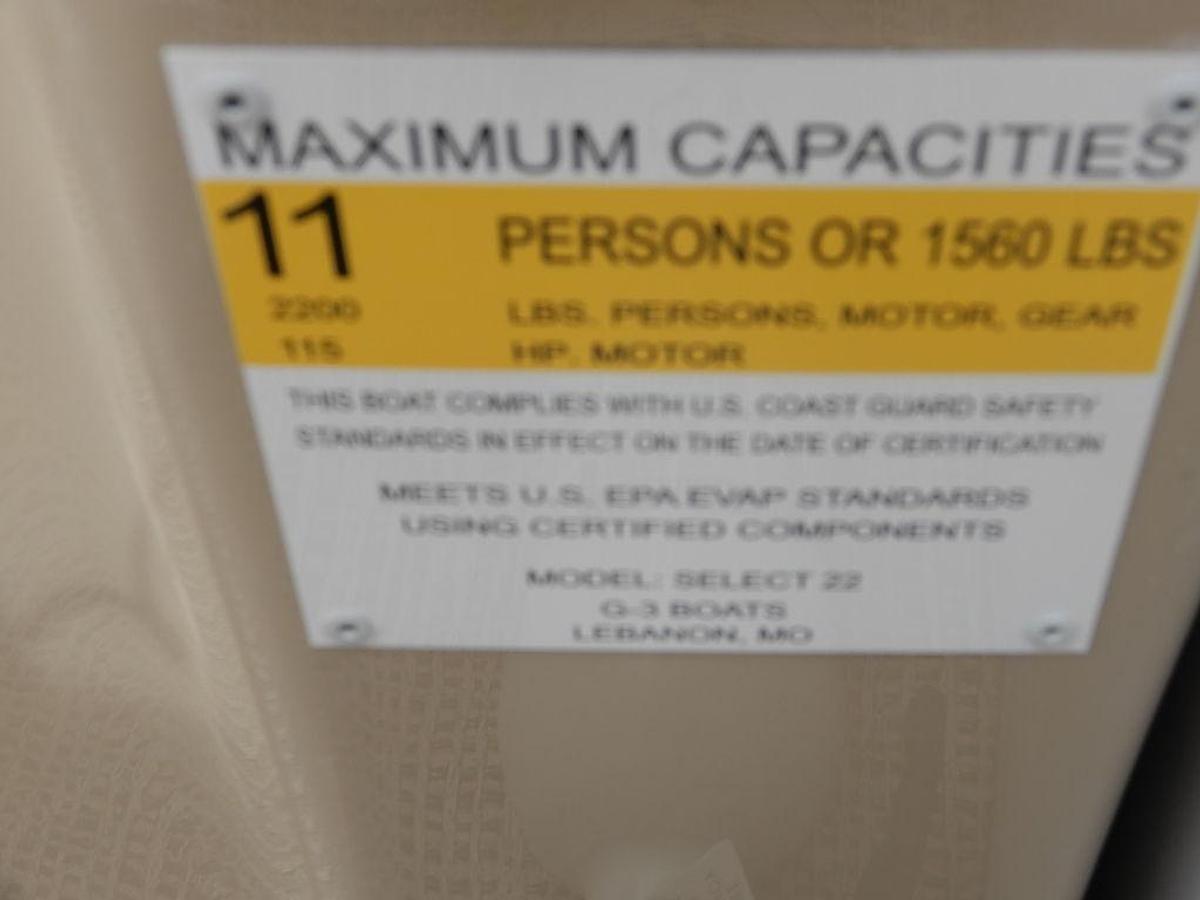 MAXIMUM CAPACITIES
11 PERSONS OR 1560 LBS
2200 LBS. PERSONS, MOTOR, GEAR
115 HP. MOTOR
THIS BOAT COMPLIES WITH U.S. COAST GUARD SAFETY
STANDARDS IN EFFECT ON THE DATE OF CERTIFICATION
MEETS U.S. EPA EVAP STANDARDS
USING CERTIFIED COMPONENTS
MODEL: SELECT 22
G-3 BOATS
LEBANON, MO